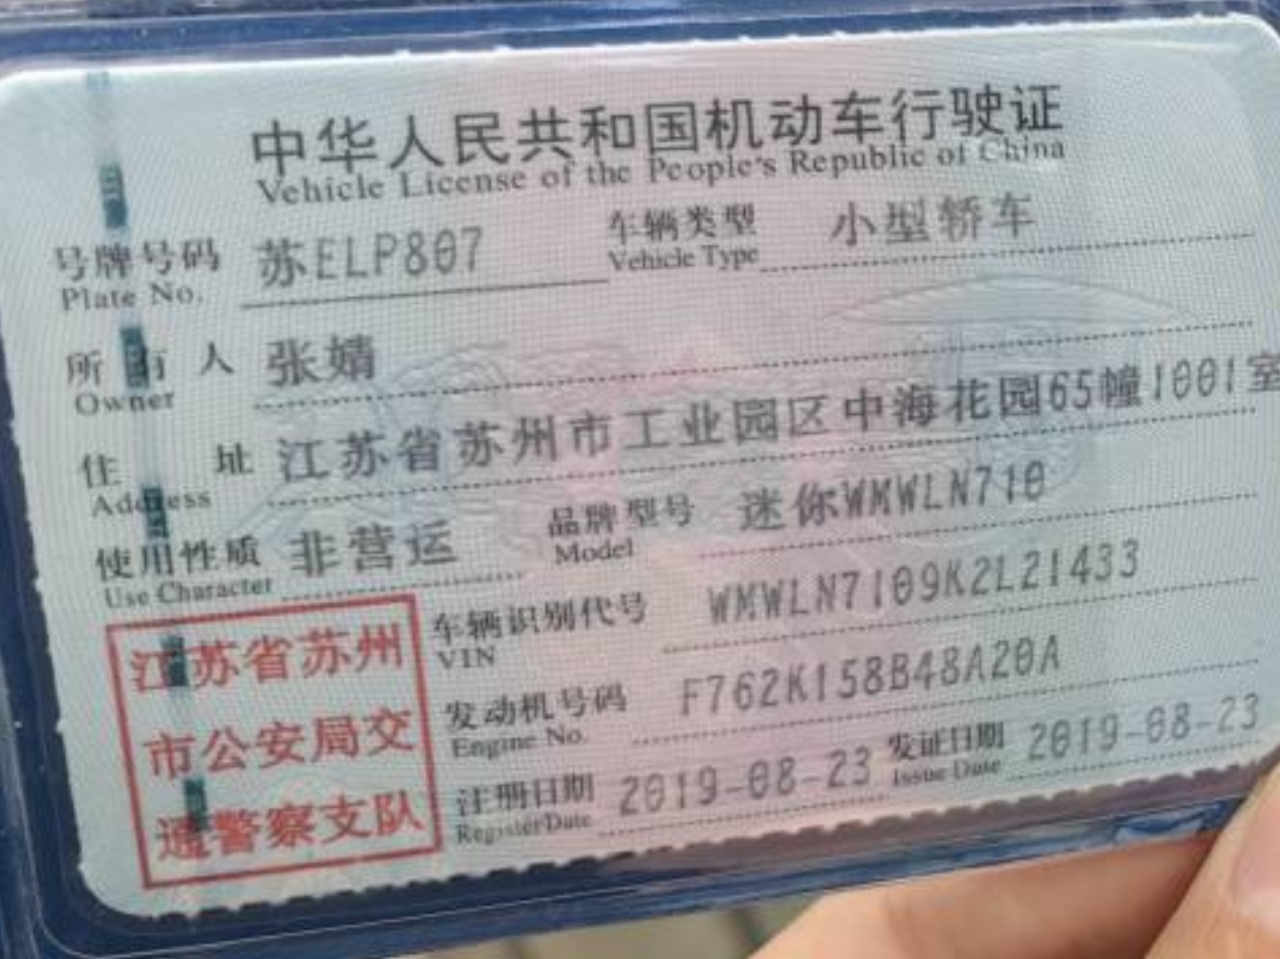 中华人民共和国机动车行驶证
Vehicle License of the People's Republic of China
号牌号码 苏ELP807 车辆类型 小型轿车
Plate No. Vehicle Type
所有人 张婧
Owner
住址 江苏省苏州市工业园区中海花园65幢1001室
Address
使用性质 非营运 品牌型号 迷你WMWLN710
Use Character Model
车辆识别代号 WMWLN7109K2L21433
VIN
发动机号码 F762K158B48A20A
Engine No.
注册日期 2019-08-23 发证日期 2019-08-23
Register Date Issue Date
江苏省苏州
市公安局交
通警察支队